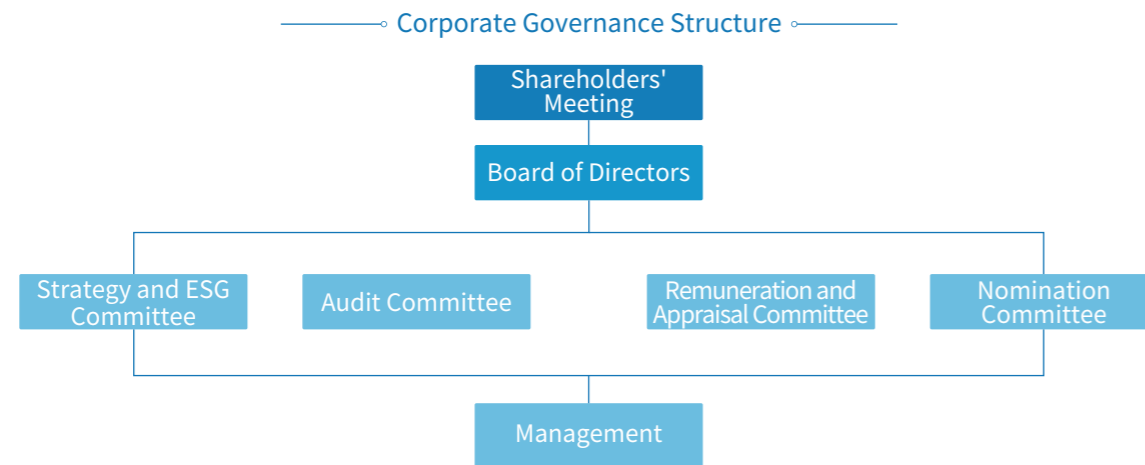 Corporate Governance Structure
Shareholders'
Meeting
Board of Directors
Strategy and ESG
Committee
Audit Committee
Remuneration and
Appraisal Committee
Nomination
Committee
Management